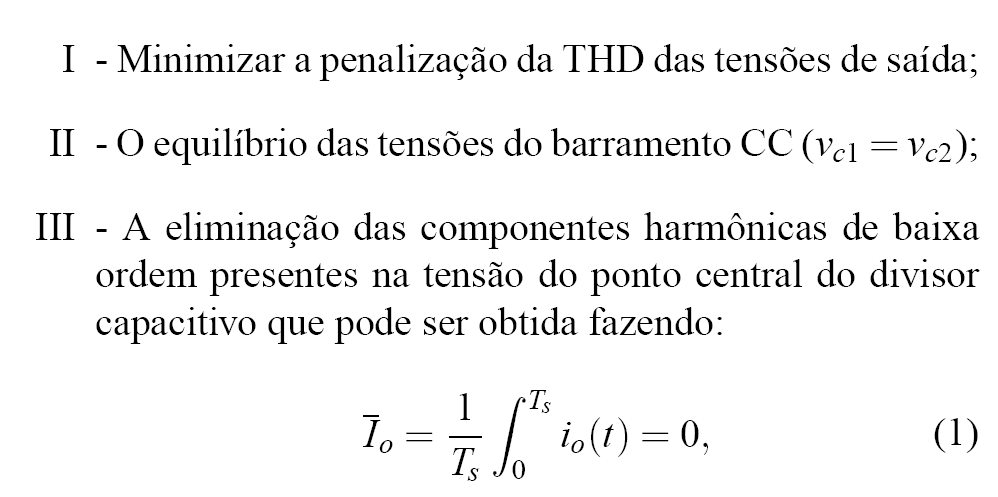 I - Minimizar a penalização da THD das tensões de saída;
II - O equilíbrio das tensões do barramento CC (v_{c1} = v_{c2});
III - A eliminação das componentes harmônicas de baixa
ordem presentes na tensão do ponto central do divisor
capacitivo que pode ser obtida fazendo:
\bar{I}_o = \frac{1}{T_s} \int_0^{T_s} i_o(t) = 0, (1)